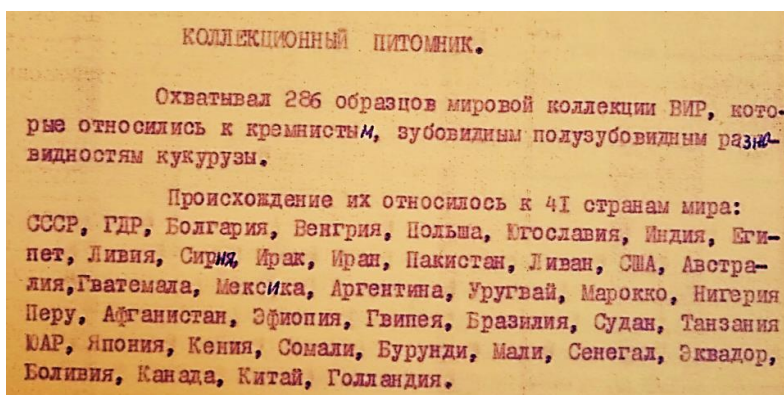 КОЛЛЕКЦИОННЫЙ ПИТОМНИК.
Охватывал 286 образцов мировой коллекции ВИР, кото-
рые относились к кремнистым, зубовидным полузубовидным разно-
видностям кукурузы.
Происхождение их относилось к 41 странам мира:
СССР, ГДР, Болгария, Венгрия, Польша, Югославия, Индия, Еги-
пет, Ливия, Сирия, Ирак, Иран, Пакистан, Ливан, США, Австра-
лия,Гватемала, Мексика, Аргентина, Уругвай, Марокко, Нигерия
Перу, Афганистан, Эфиопия, Гвинея, Бразилия, Судан, Танзания
ЮАР, Япония, Кения, Сомали, Бурунди, Мали, Сенегал, Эквадор,
Боливия, Канада, Китай, Голландия.